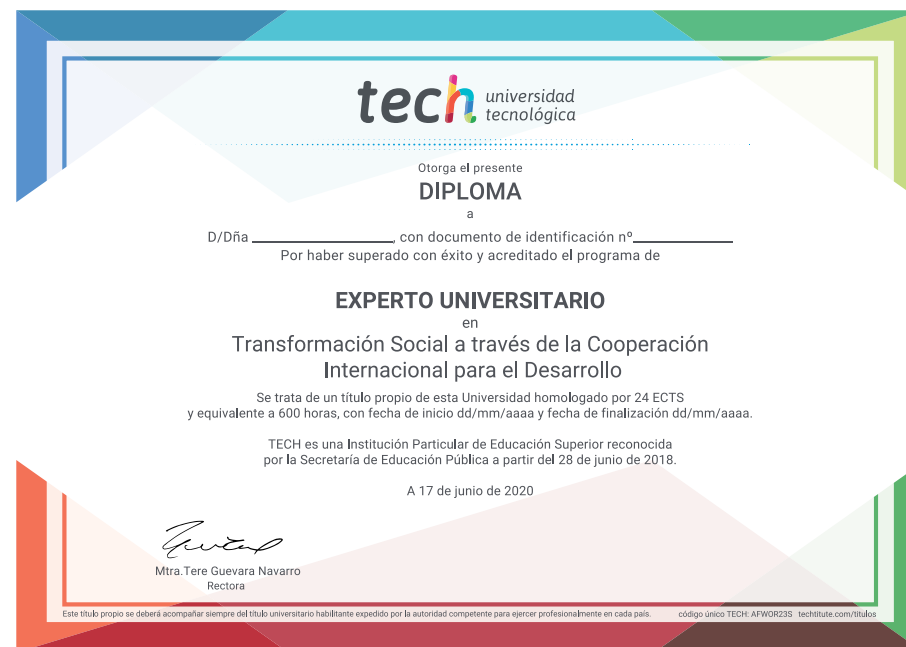 tech universidad
tecnológica
Otorga el presente
DIPLOMA
a
D/Dña ____________________, con documento de identificación nº______________
Por haber superado con éxito y acreditado el programa de
EXPERTO UNIVERSITARIO
en
Transformación Social a través de la Cooperación
Internacional para el Desarrollo
Se trata de un título propio de esta Universidad homologado por 24 ECTS
y equivalente a 600 horas, con fecha de inicio dd/mm/aaaa y fecha de finalización dd/mm/aaaa.
TECH es una Institución Particular de Educación Superior reconocida
por la Secretaría de Educación Pública a partir del 28 de junio de 2018.
A 17 de junio de 2020
Mtra.Tere Guevara Navarro
Rectora
Este título propio se deberá acompañar siempre del título universitario habilitante expedido por la autoridad competente para ejercer profesionalmente en cada país. código único TECH: AFWOR23S techtitute.com/titulos